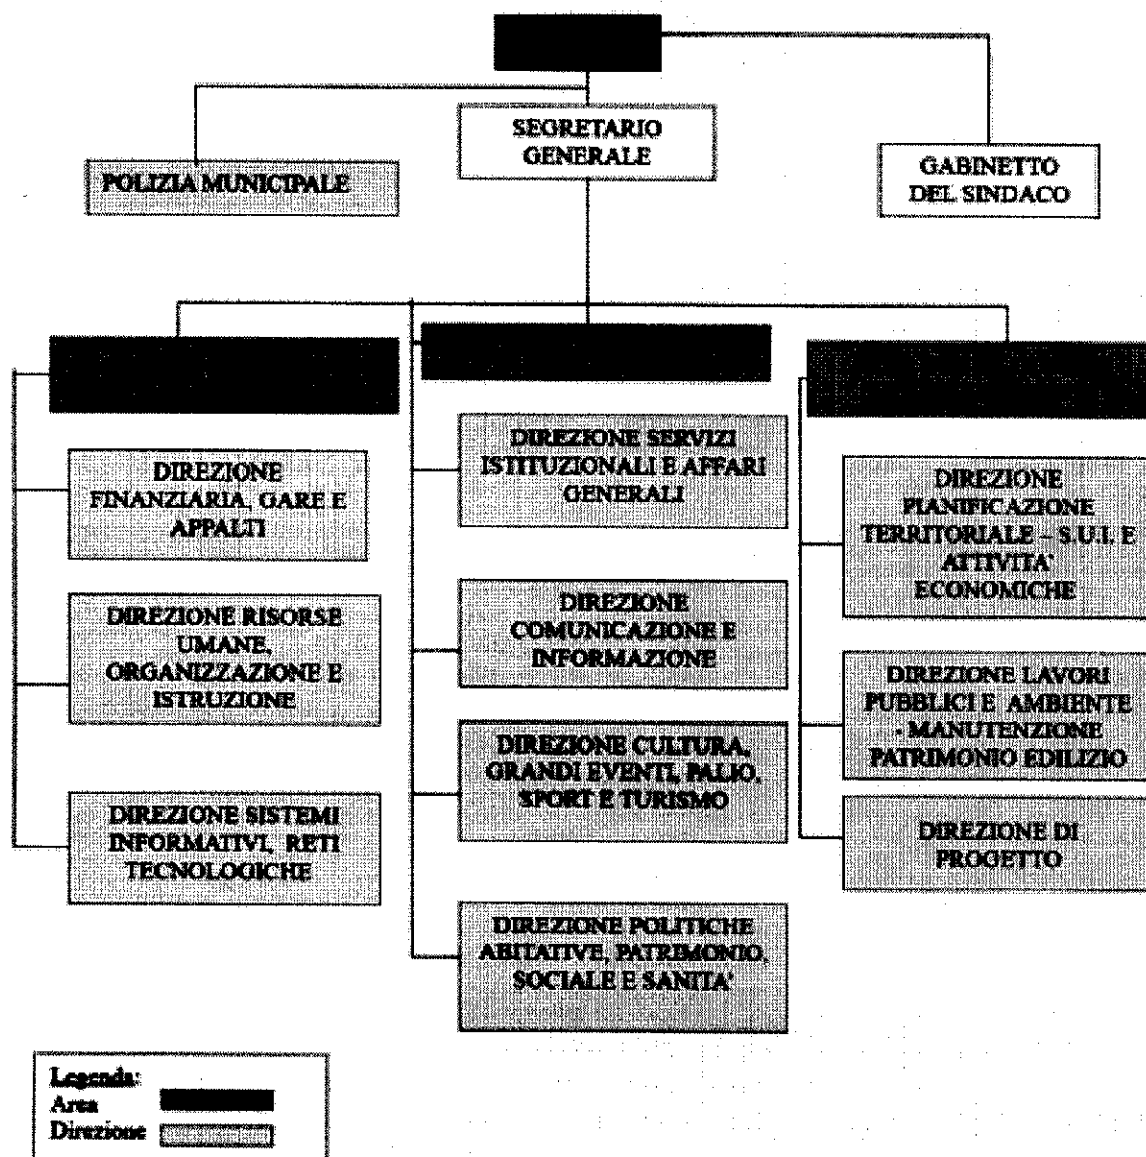 SEGRETARIO
GENERALE
POLIZIA MUNICIPALE
GABINETTO
DEL SINDACO
DIREZIONE
FINANZIARIA, GARE E
APPALTI
DIREZIONE RISORSE
UMANE,
ORGANIZZAZIONE E
ISTRUZIONE
DIREZIONE SISTEMI
INFORMATIVI, RETI
TECNOLOGICHE
DIREZIONE SERVIZI
ISTITUZIONALI E AFFARI
GENERALI
DIREZIONE
COMUNICAZIONE E
INFORMAZIONE
DIREZIONE CULTURA,
GRANDI EVENTI, PALIO,
SPORT E TURISMO
DIREZIONE POLITICHE
ABITATIVE, PATRIMONIO,
SOCIALE E SANITA'
DIREZIONE
PIANIFICAZIONE
TERRITORIALE – S.U.I. E
ATTIVITA'
ECONOMICHE
DIREZIONE LAVORI
PUBBLICI E AMBIENTE
- MANUTENZIONE
PATRIMONIO EDILIZIO
DIREZIONE DI
PROGETTO
Legenda:
Area
Direzione